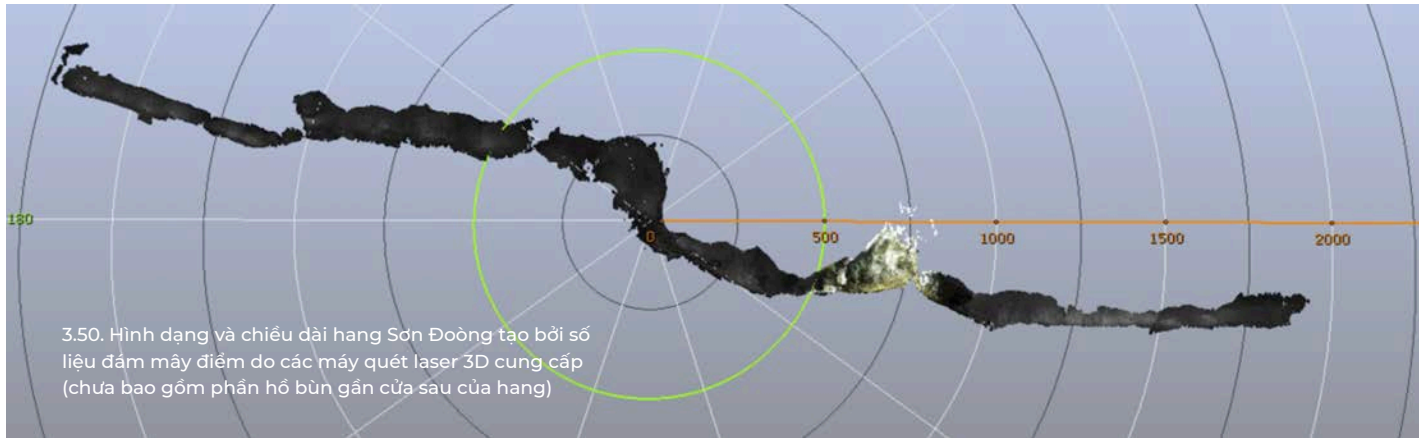 180
0
500
1000
1500
2000
3.50. Hình dạng và chiều dài hang Sơn Đoòng tạo bởi số
liệu đám mây điểm do các máy quét laser 3D cung cấp
(chưa bao gồm phần hồ bùn gần cửa sau của hang)